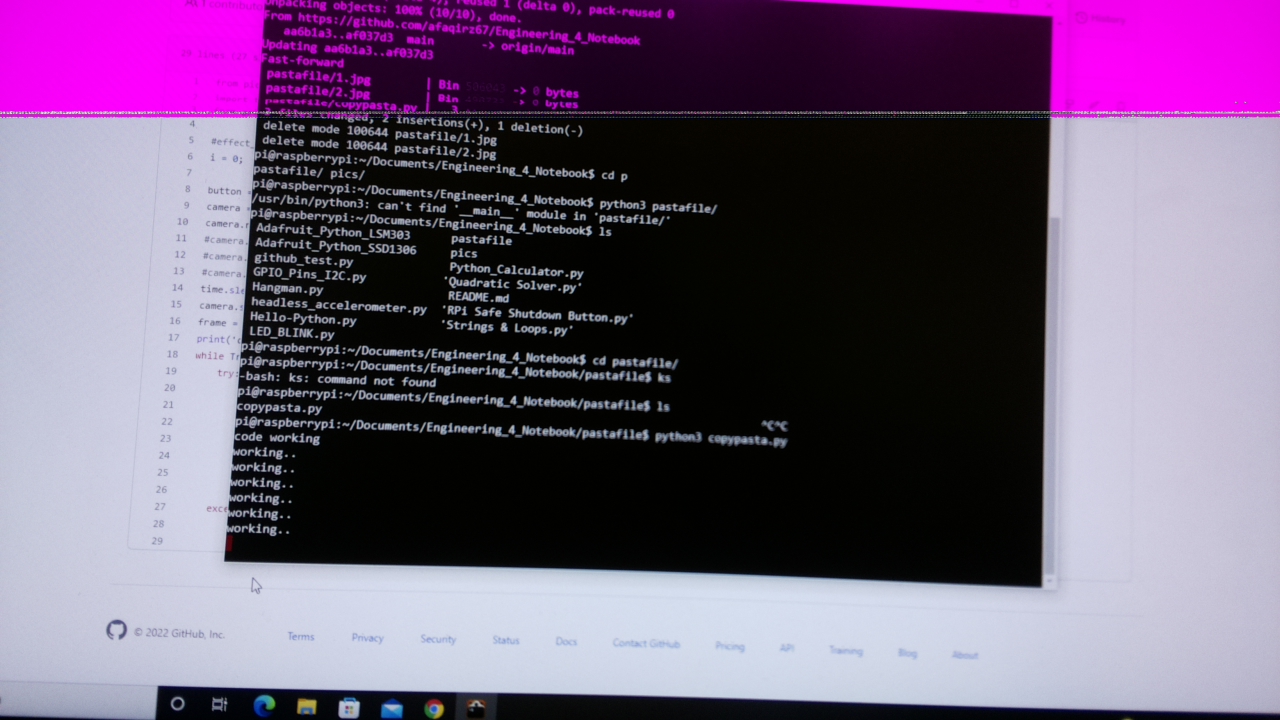 Unpacking objects: 100% (10/10), done.
From https://github.com/afaqirz67/Engineering_4_Notebook
aa6b1a3..af037d3 main -> origin/main
Updating aa6b1a3..af037d3
Fast-forward
pastafile/1.jpg | Bin -> 0 bytes
pastafile/2.jpg | Bin -> 0 bytes
pastafile/copypasta.py | 3
3 files changed, 2 insertions(+), 1 deletion(-)
delete mode 100644 pastafile/1.jpg
delete mode 100644 pastafile/2.jpg
pi@raspberrypi:~/Documents/Engineering_4_Notebook$ cd p
pastafile/ pics/
pi@raspberrypi:~/Documents/Engineering_4_Notebook$ python3 pastafile/
/usr/bin/python3: can't find '__main__' module in 'pastafile/'
pi@raspberrypi:~/Documents/Engineering_4_Notebook$ ls
Adafruit_Python_LSM303 pastafile
Adafruit_Python_SSD1306 pics
github_test.py Python_Calculator.py
GPIO_Pins_I2C.py 'Quadratic Solver.py'
Hangman.py README.md
headless_accelerometer.py 'RPi Safe Shutdown Button.py'
Hello-Python.py 'Strings & Loops.py'
LED_BLINK.py
pi@raspberrypi:~/Documents/Engineering_4_Notebook$ cd pastafile/
pi@raspberrypi:~/Documents/Engineering_4_Notebook/pastafile$ ks
-bash: ks: command not found
pi@raspberrypi:~/Documents/Engineering_4_Notebook/pastafile$ ls
copypasta.py
^C^C
pi@raspberrypi:~/Documents/Engineering_4_Notebook/pastafile$ python3 copypasta.py
code working
working..
working..
working..
working..
working..
working..
4
5 #effect_
6 i = 0;
7
8 button =
9 camera =
10 camera.r
11 #camera.
12 #camera.
13 #camera.
14 time.sle
15 camera.
16 frame =
17 print('c
18 while Tr
19 try:
20
21
22
23
24
25
26
27 exce
28
29
© 2022 GitHub, Inc. Terms Privacy Security Status Docs Contact GitHub Pricing API Training Blog About